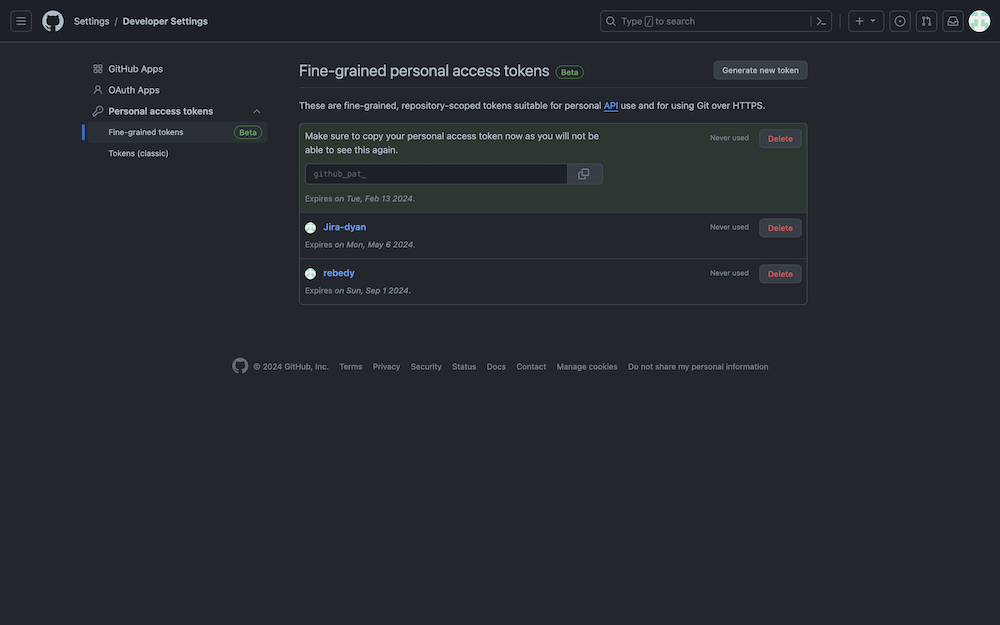 Settings / Developer Settings
Type / to search
GitHub Apps
OAuth Apps
Personal access tokens
Fine-grained tokens Beta
Tokens (classic)
Fine-grained personal access tokens Beta
Generate new token
These are fine-grained, repository-scoped tokens suitable for personal API use and for using Git over HTTPS.
Make sure to copy your personal access token now as you will not be
able to see this again.
Never used Delete
github_pat_
Expires on Tue, Feb 13 2024.
Jira-dyan Never used Delete
Expires on Mon, May 6 2024.
rebedy Never used Delete
Expires on Sun, Sep 1 2024.
© 2024 GitHub, Inc. Terms Privacy Security Status Docs Contact Manage cookies Do not share my personal information